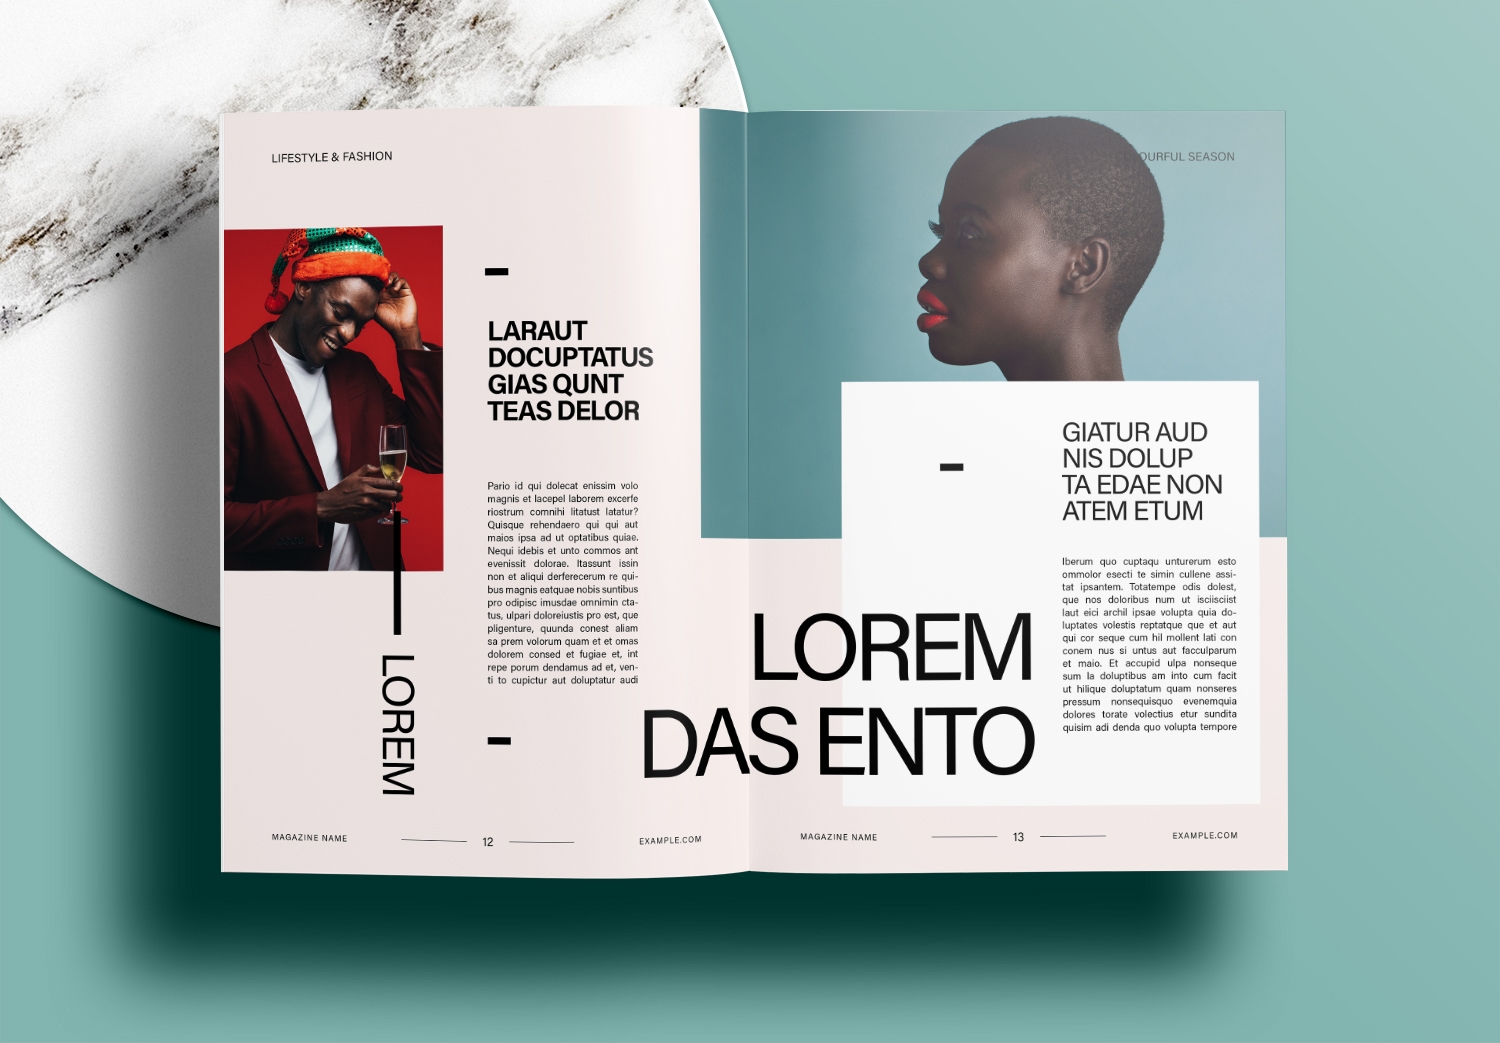 LIFESTYLE & FASHION
LARAUT
DOCUPTATUS
GIAS QUNT
TEAS DELOR
Pario id qui dolecat enissim volo
magnis et lacepel laborem excerfe
riostrum comnihi litatust latatur?
Quisque rehendaero qui qui aut
maios ipsa ad ut optatibus quiae.
Nequi idebis et unto commos ant
evenissit dolorae. Itassunt issin
non et aliqui derferecerum re qui-
bus magnis eatquae nobis suntibus
pro odipisc imusdae omnimin cta-
tus, ulpari doloreiustis pro est, que
pligenture, quunda conest aliam
sa prem volorum quam et et omas
dolorem consed et fugiae et, int
repe porum dendamus ad et, ven-
ti to cupictur aut doluptatur audi
LOREM
MAGAZINE NAME
12
EXAMPLE.COM
OURFUL SEASON
GIATUR AUD
NIS DOLUP
TA EDAE NON
ATEM ETUM
Iberum quo cuptaqu unturerum esto
ommolor esecti te simin cullene assi-
tat ipsantem. Totatempe odis dolest,
que nos doloribus num ut isciisciist
laut eici archil ipsae volupta quia do-
luptates volestis reptatque que et aut
qui cor seque cum hil mollent lati con
conem nus si untus aut facculparum
et maio. Et accupid ulpa nonseque
sum la doluptibus am into cum facit
ut hilique doluptatum quam nonseres
pressum nonsequisquo evenemquia
dolores torate volectius etur sundita
quisim adi denda quo volupta tempore
LOREM
DAS ENTO
MAGAZINE NAME
13
EXAMPLE.COM